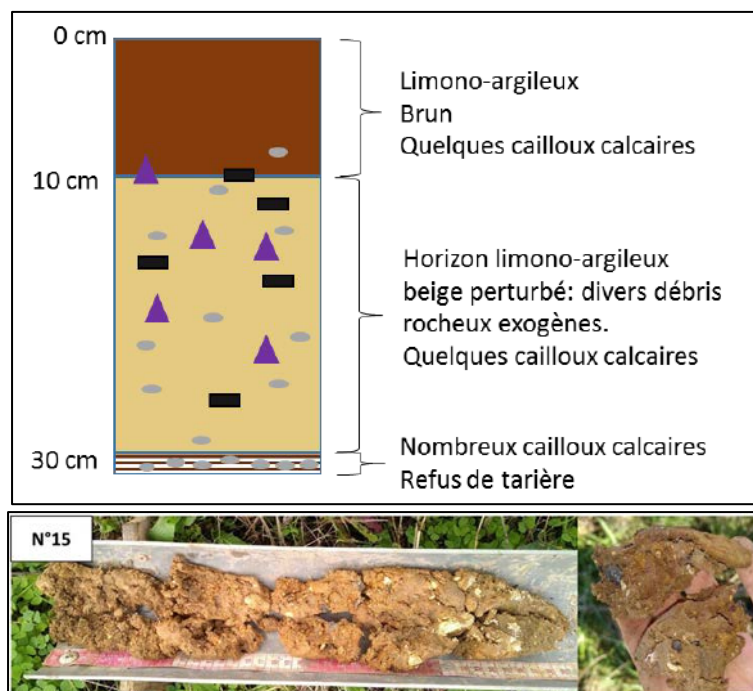 0 cm
Limono-argileux
Brun
Quelques cailloux calcaires
10 cm
Horizon limono-argileux
beige perturbé: divers débris
rocheux exogènes.
Quelques cailloux calcaires
30 cm
Nombreux cailloux calcaires
Refus de tarière
N°15